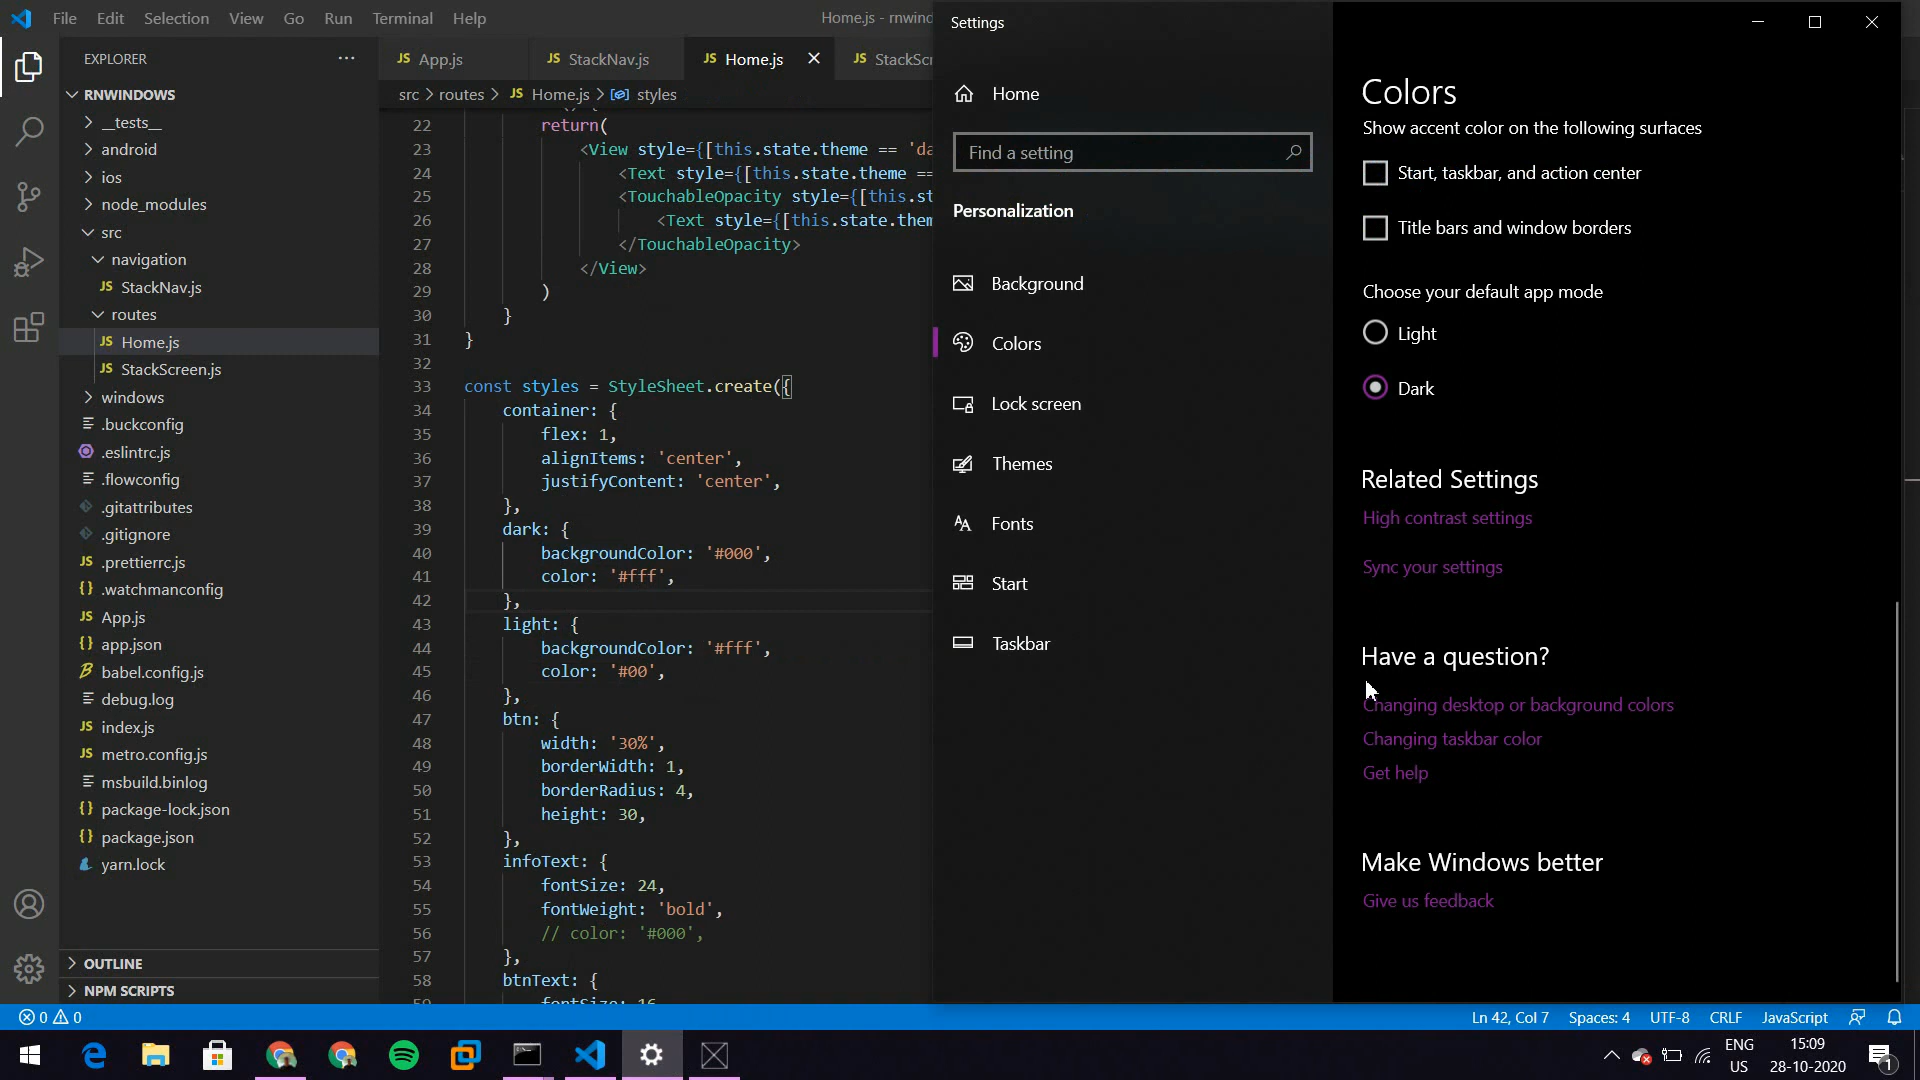 File Edit Selection View Go Run Terminal Help
Home.js - rnwind
EXPLORER ···
RNWINDOWS
__tests__
android
ios
node_modules
src
navigation
JS StackNav.js
routes
JS Home.js
JS StackScreen.js
windows
.buckconfig
.eslintrc.js
.flowconfig
.gitattributes
.gitignore
JS .prettierrc.js
{} .watchmanconfig
JS App.js
{} app.json
babel.config.js
debug.log
JS index.js
JS metro.config.js
msbuild.binlog
{} package-lock.json
{} package.json
yarn.lock
OUTLINE
NPM SCRIPTS
JS App.js JS StackNav.js JS Home.js × JS StackScr
src > routes > JS Home.js > styles
22 return(
23 <View style={[this.state.theme == 'da
24 <Text style={[this.state.theme ==
25 <TouchableOpacity style={[this.st
26 <Text style={[this.state.them
27 </TouchableOpacity>
28 </View>
29 )
30 }
31 }
32
33 const styles = StyleSheet.create({
34 container: {
35 flex: 1,
36 alignItems: 'center',
37 justifyContent: 'center',
38 },
39 dark: {
40 backgroundColor: '#000',
41 color: '#fff',
42 },
43 light: {
44 backgroundColor: '#fff',
45 color: '#00',
46 },
47 btn: {
48 width: '30%',
49 borderWidth: 1,
50 borderRadius: 4,
51 height: 30,
52 },
53 infoText: {
54 fontSize: 24,
55 fontWeight: 'bold',
56 // color: '#000',
57 },
58 btnText: {
59 fontSize: 16
Settings
Home
Find a setting
Personalization
Background
Colors
Lock screen
Themes
Fonts
Start
Taskbar
Colors
Show accent color on the following surfaces
Start, taskbar, and action center
Title bars and window borders
Choose your default app mode
Light
Dark
Related Settings
High contrast settings
Sync your settings
Have a question?
Changing desktop or background colors
Changing taskbar color
Get help
Make Windows better
Give us feedback
0 0
Ln 42, Col 7 Spaces: 4 UTF-8 CRLF JavaScript
ENG
US
15:09
28-10-2020
1